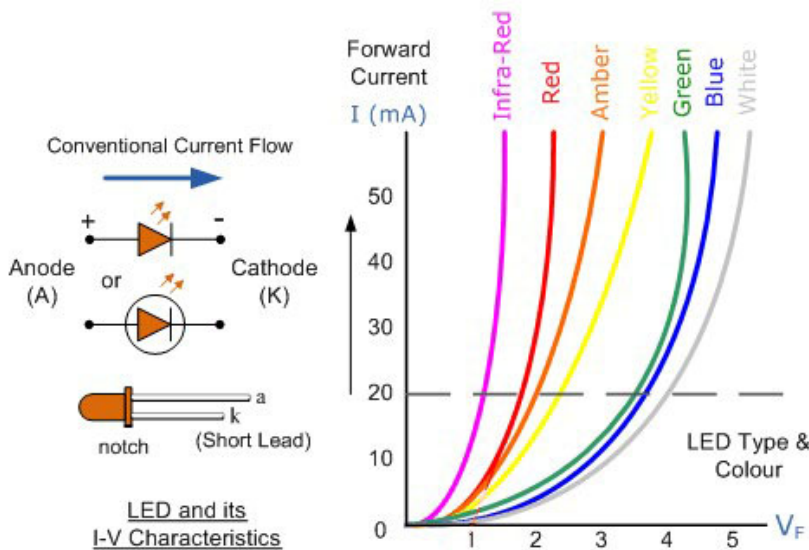 Forward
Current
I (mA)
Infra-Red
Red
Amber
Yellow
Green
Blue
White
Conventional Current Flow
+
-
Anode
(A)
or
Cathode
(K)
a
k
notch
(Short Lead)
LED and its
I-V Characteristics
50
40
30
20
10
0
1
2
3
4
5
V_F
LED Type &
Colour